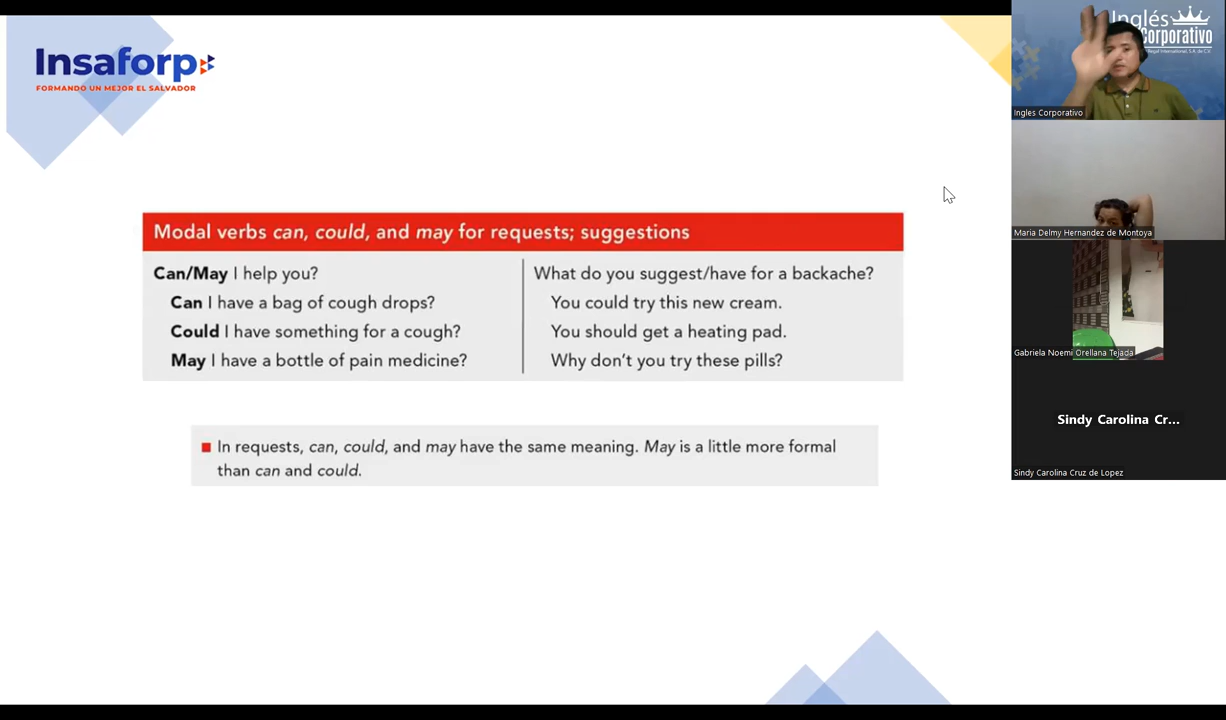 Insaforp
FORMANDO UN MEJOR EL SALVADOR
Modal verbs can, could, and may for requests; suggestions
Can/May I help you?
Can I have a bag of cough drops?
Could I have something for a cough?
May I have a bottle of pain medicine?
What do you suggest/have for a backache?
You could try this new cream.
You should get a heating pad.
Why don't you try these pills?
In requests, can, could, and may have the same meaning. May is a little more formal
than can and could.
Inglés
Corporativo
Ingles Corporativo
Maria Delmy Hernandez de Montoya
Gabriela Noemi Orellana Tejada
Sindy Carolina Cr...
Sindy Carolina Cruz de Lopez